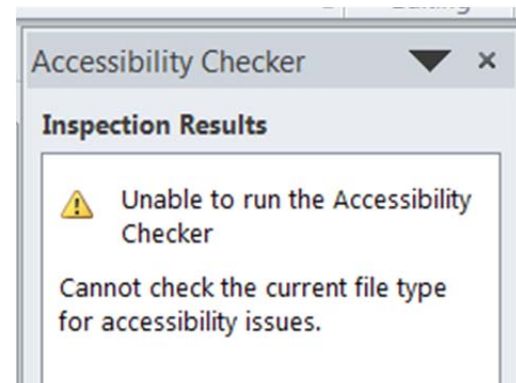 Editing
Accessibility Checker
Inspection Results
Unable to run the Accessibility
Checker
Cannot check the current file type
for accessibility issues.